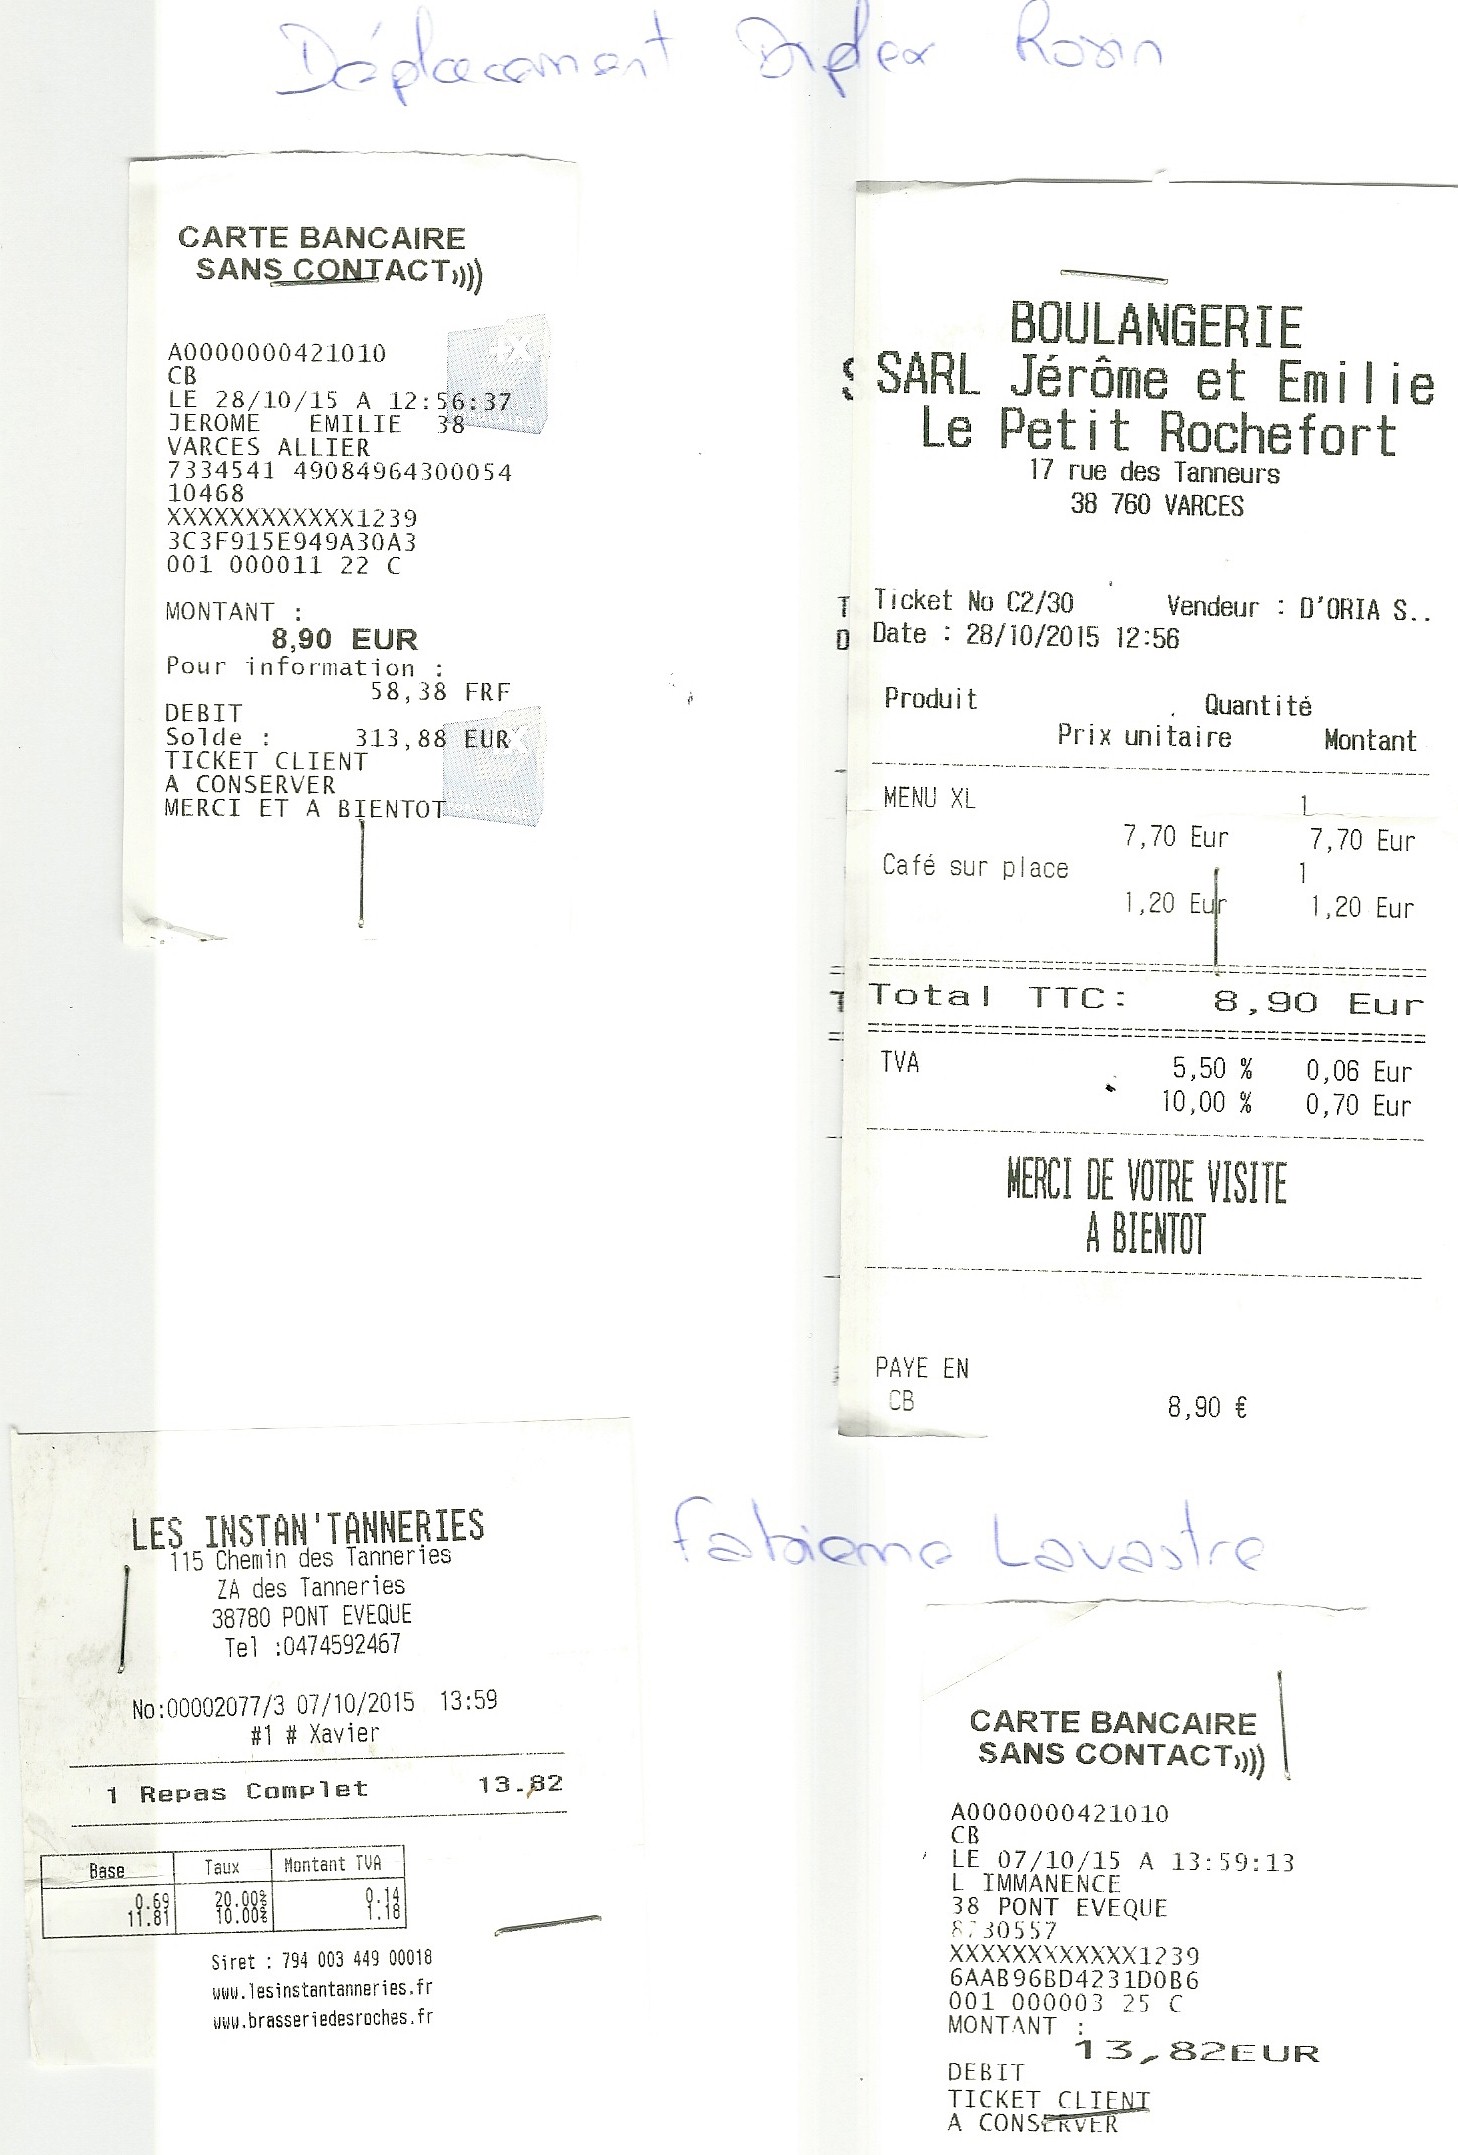 Déplacement
CARTE BANCAIRE
SANS CONTACT
A0000000421010
CB
LE 28/10/15 A 12:56:37
JEROME EMILIE 38
VARCES ALLIER
7334541 49084964300054
10468
XXXXXXXXXXXX1239
3C3F915E949A30A3
001 000011 22 C
MONTANT :
8,90 EUR
Pour information :
58,38 FRF
DEBIT
Solde : 313,88 EUR
TICKET CLIENT
A CONSERVER
MERCI ET A BIENTOT
BOULANGERIE
SARL Jérôme et Emilie
Le Petit Rochefort
17 rue des Tanneurs
38 760 VARCES
Ticket No C2/30 Vendeur : D'ORIA S..
Date : 28/10/2015 12:56
Produit Quantité
Prix unitaire Montant
MENU XL 1
7,70 Eur 7,70 Eur
Café sur place 1
1,20 Eur 1,20 Eur
Total TTC: 8,90 Eur
TVA 5,50 % 0,06 Eur
10,00 % 0,70 Eur
MERCI DE VOTRE VISITE
A BIENTOT
PAYE EN
CB 8,90 €
LES INSTAN'TANNERIES
115 Chemin des Tanneries
ZA des Tanneries
38780 PONT EVEQUE
Tel :0474592467
No:00002077/3 07/10/2015 13:59
#1 # Xavier
1 Repas Complet 13.82
Base Taux Montant TVA
0.69 20.00% 0.14
11.81 10.00% 1.18
Siret : 794 003 449 00018
www.lesinstantanneries.fr
www.brasseriedesroches.fr
Fabienne Lavastre
CARTE BANCAIRE
SANS CONTACT
A0000000421010
CB
LE 07/10/15 A 13:59:13
L IMMANENCE
38 PONT EVEQUE
8730557
XXXXXXXXXXXX1239
6AAB96BD4231D0B6
001 000003 25 C
MONTANT :
13,82EUR
DEBIT
TICKET CLIENT
A CONSERVER